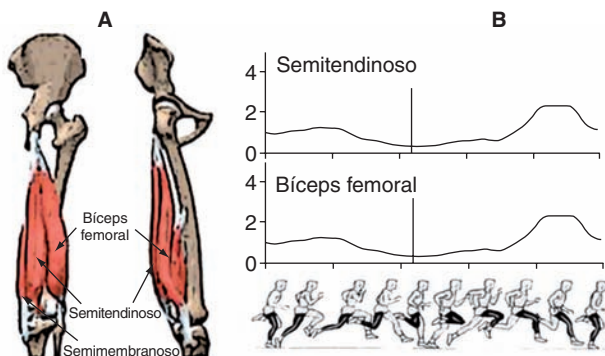 A
B
Bíceps
femoral
Semitendinoso
Semimembranoso
4
2
0
Semitendinoso
4
2
0
Bíceps femoral